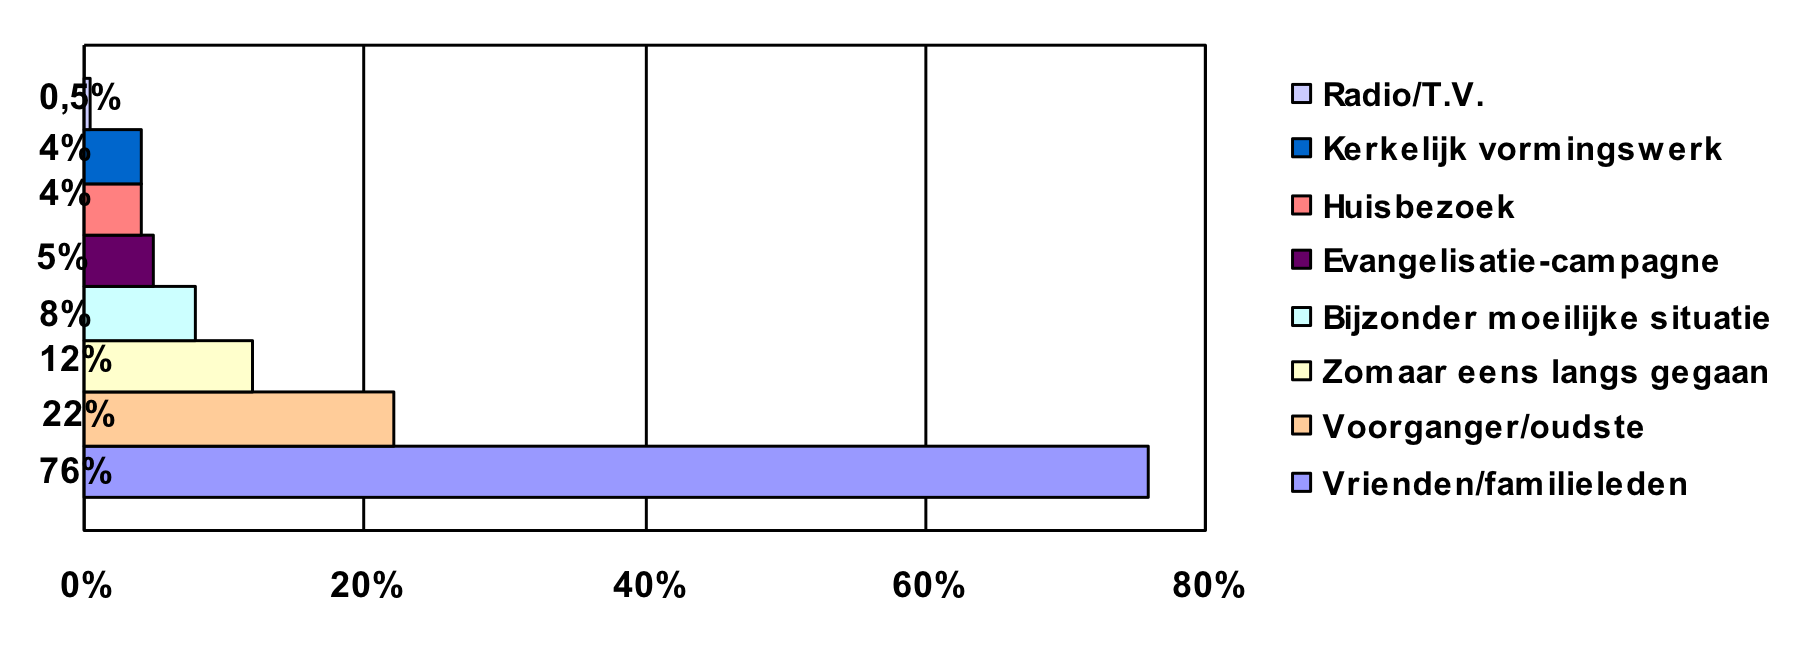 0,5%
4%
4%
5%
8%
12%
22%
76%
0% 20% 40% 60% 80%
Radio/T.V.
Kerkelijk vormingswerk
Huisbezoek
Evangelisatie-campagne
Bijzonder moeilijke situatie
Zomaar eens langs gegaan
Voorganger/oudste
Vrienden/familieleden